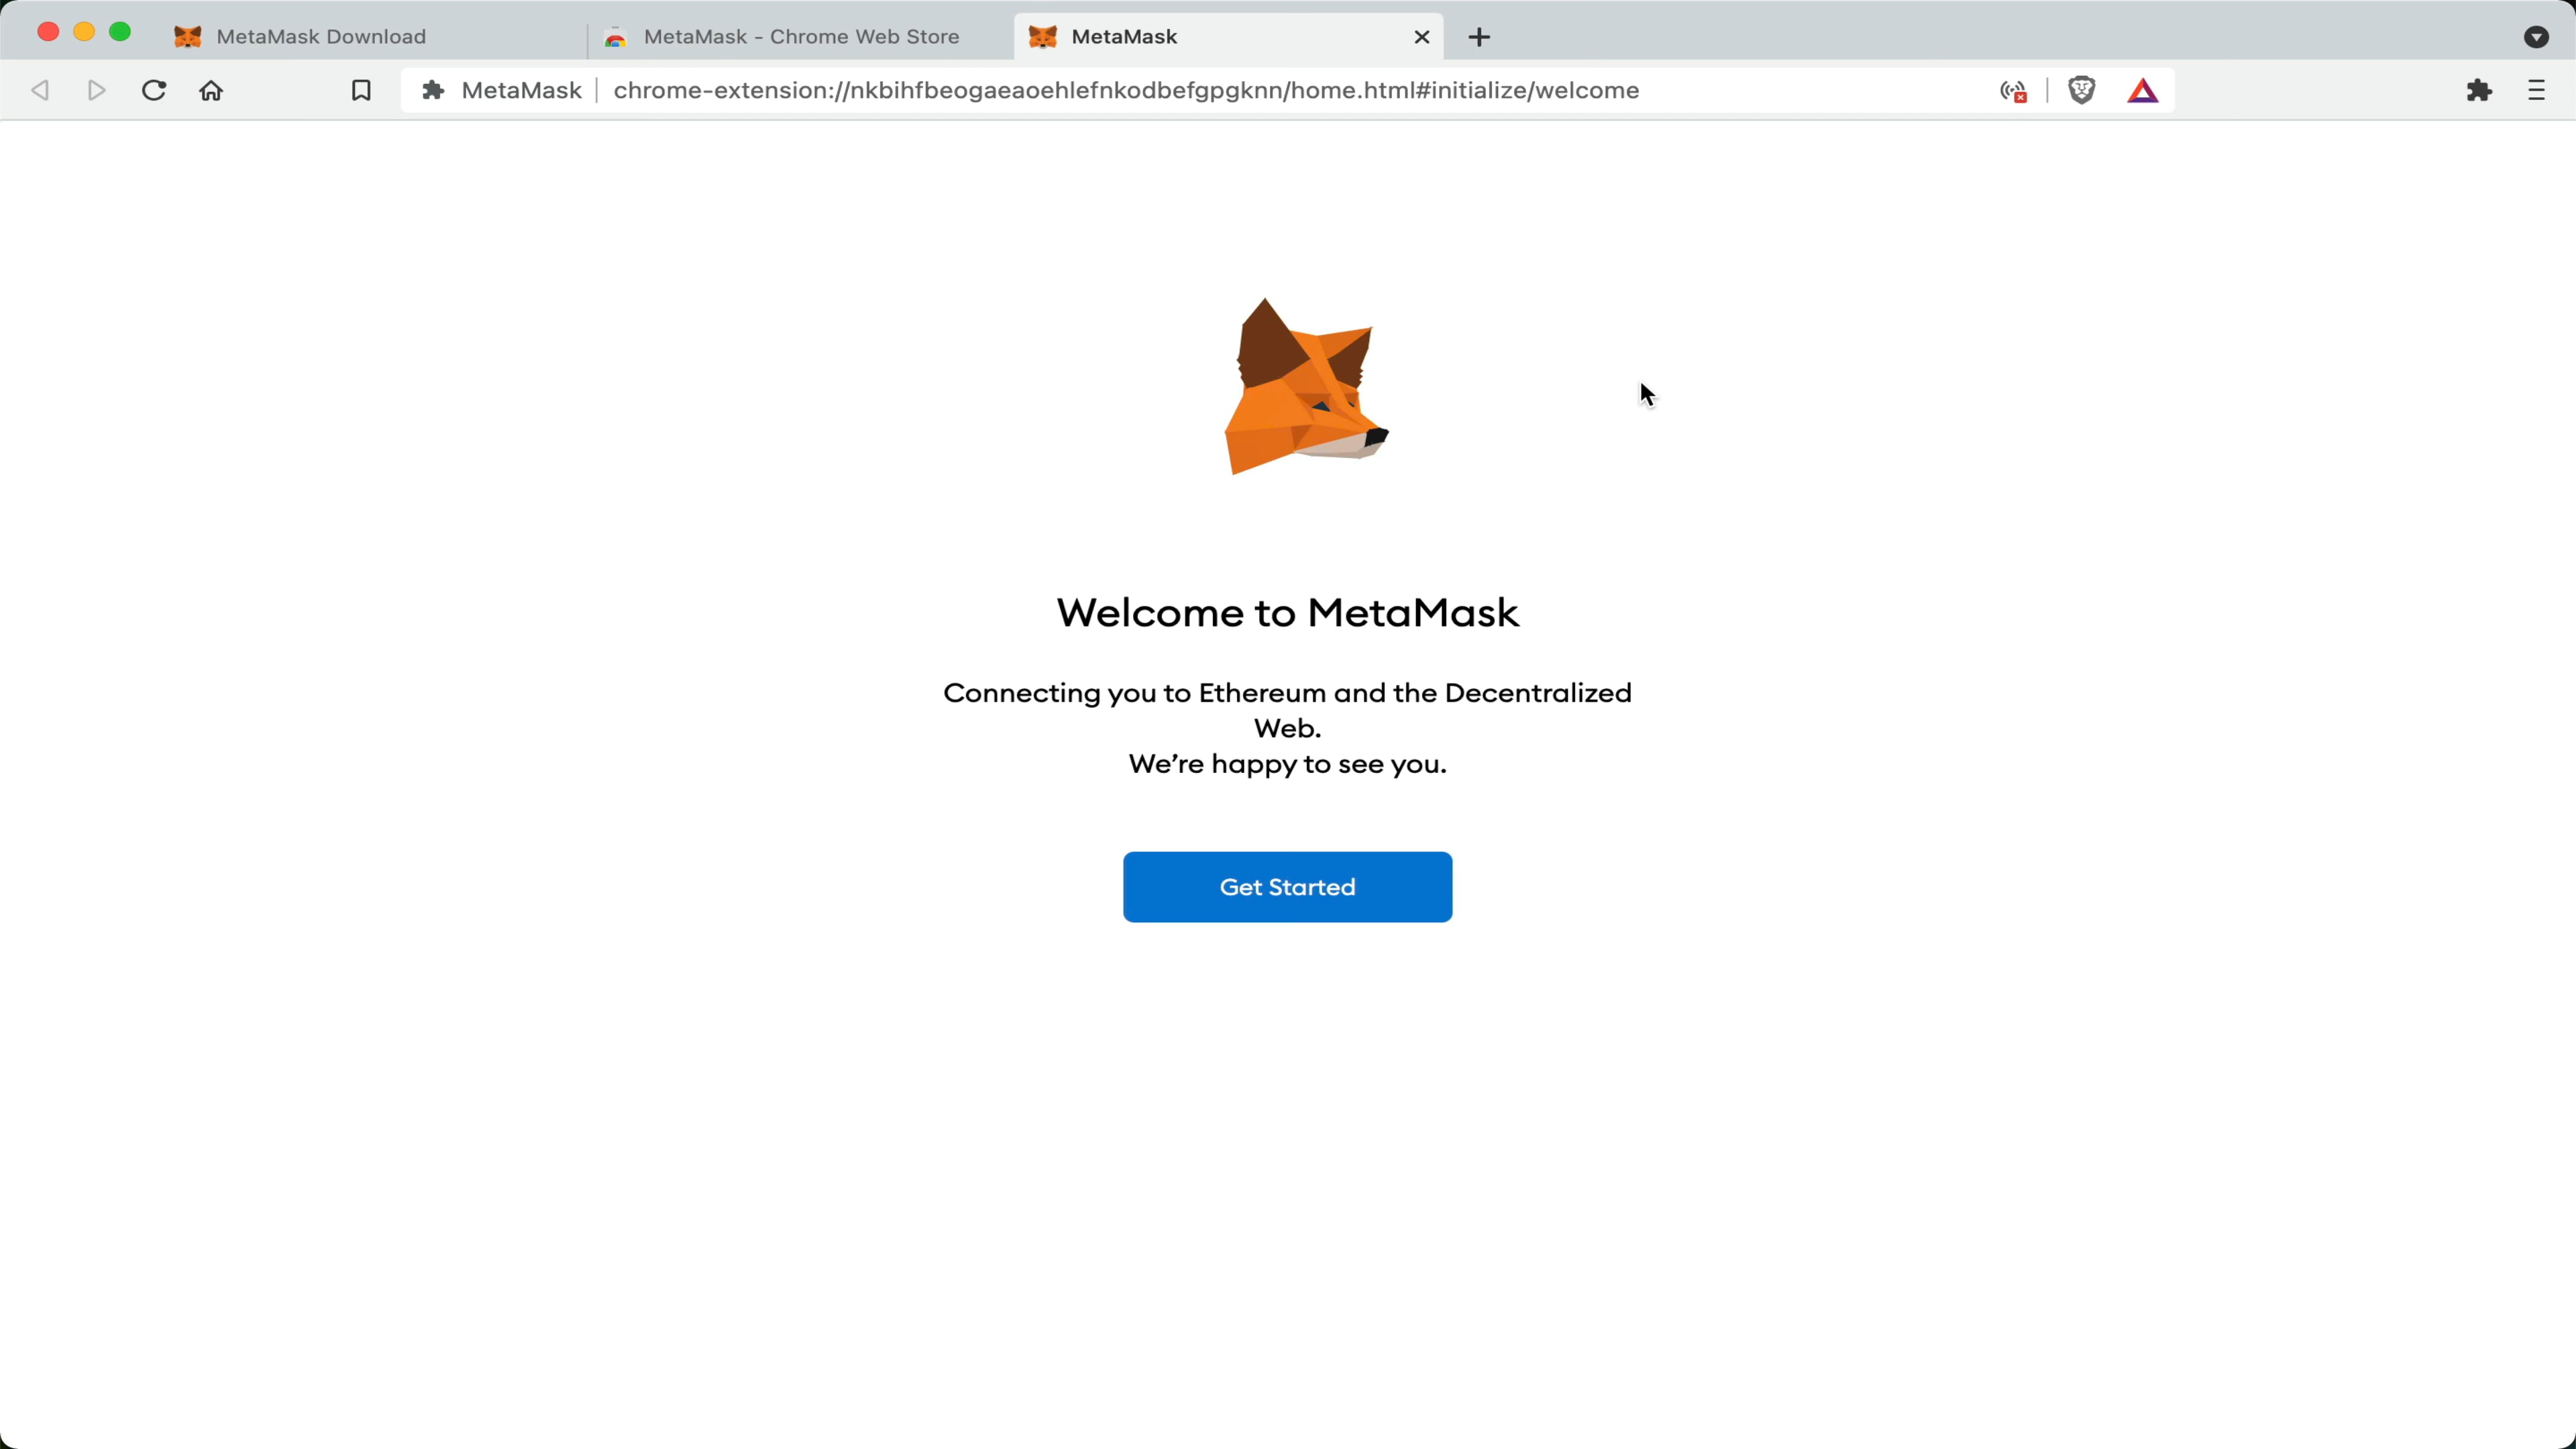 MetaMask Download
MetaMask - Chrome Web Store
MetaMask
MetaMask
chrome-extension://nkbihfbeogaeaoehlefnkodbefgpgknn/home.html#initialize/welcome
Welcome to MetaMask
Connecting you to Ethereum and the Decentralized
Web.
We’re happy to see you.
Get Started